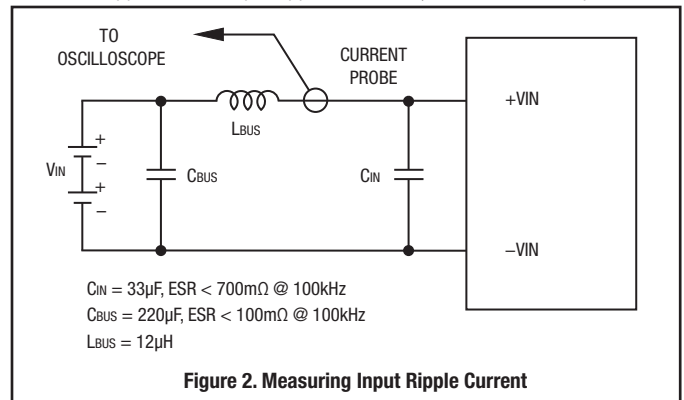 TO
OSCILLOSCOPE
CURRENT
PROBE
+VIN
LBUS
+
VIN
−
+
−
CBUS
CIN
−VIN
CIN = 33µF, ESR < 700mΩ @ 100kHz
CBUS = 220µF, ESR < 100mΩ @ 100kHz
LBUS = 12µH
Figure 2. Measuring Input Ripple Current